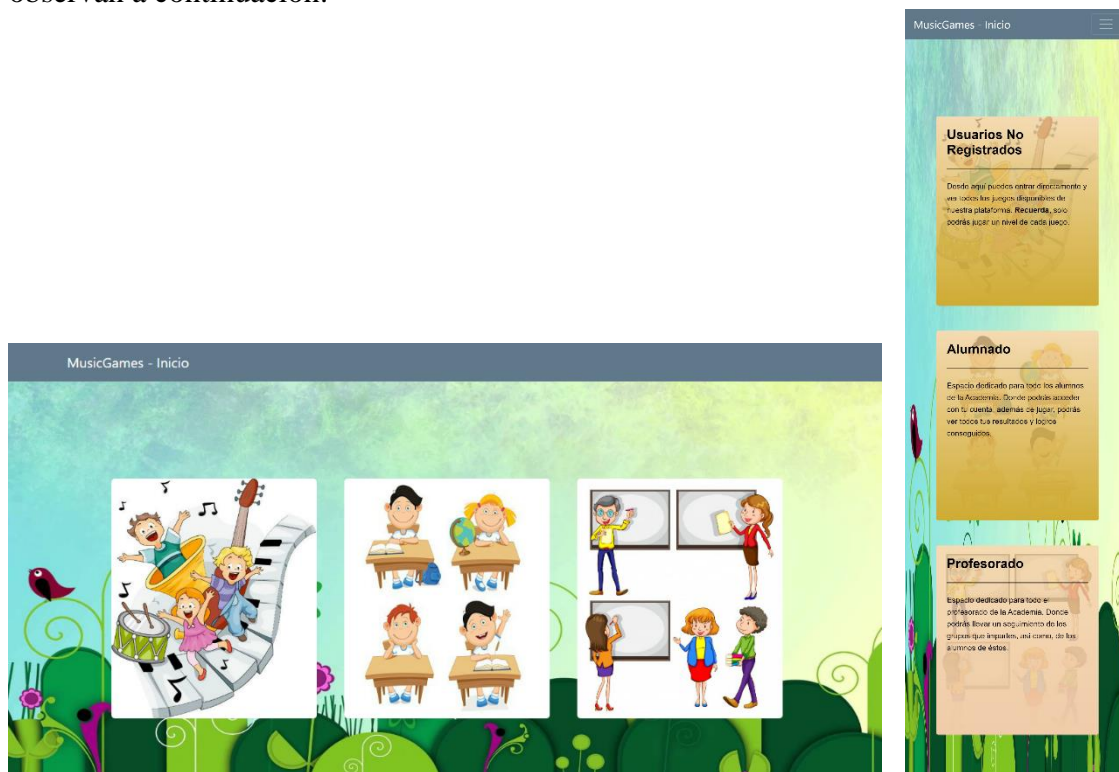 observan a continuación:
MusicGames - Inicio
MusicGames - Inicio
Usuarios No
Registrados
Desde aquí puedes entrar directamente y
ver todos los juegos disponibles de
nuestra plataforma. Recuerda, solo
podrás jugar un nivel de cada juego.
Alumnado
Espacio dedicado para todo los alumnos
de la Academia. Donde podrás acceder
con tu cuenta, además de jugar, podrás
ver todos tus resultados y logros
conseguidos.
Profesorado
Espacio dedicado para todo el
profesorado de la Academia. Donde
podrás llevar un seguimiento de los
grupos que impartes, así como, de los
alumnos de éstos.